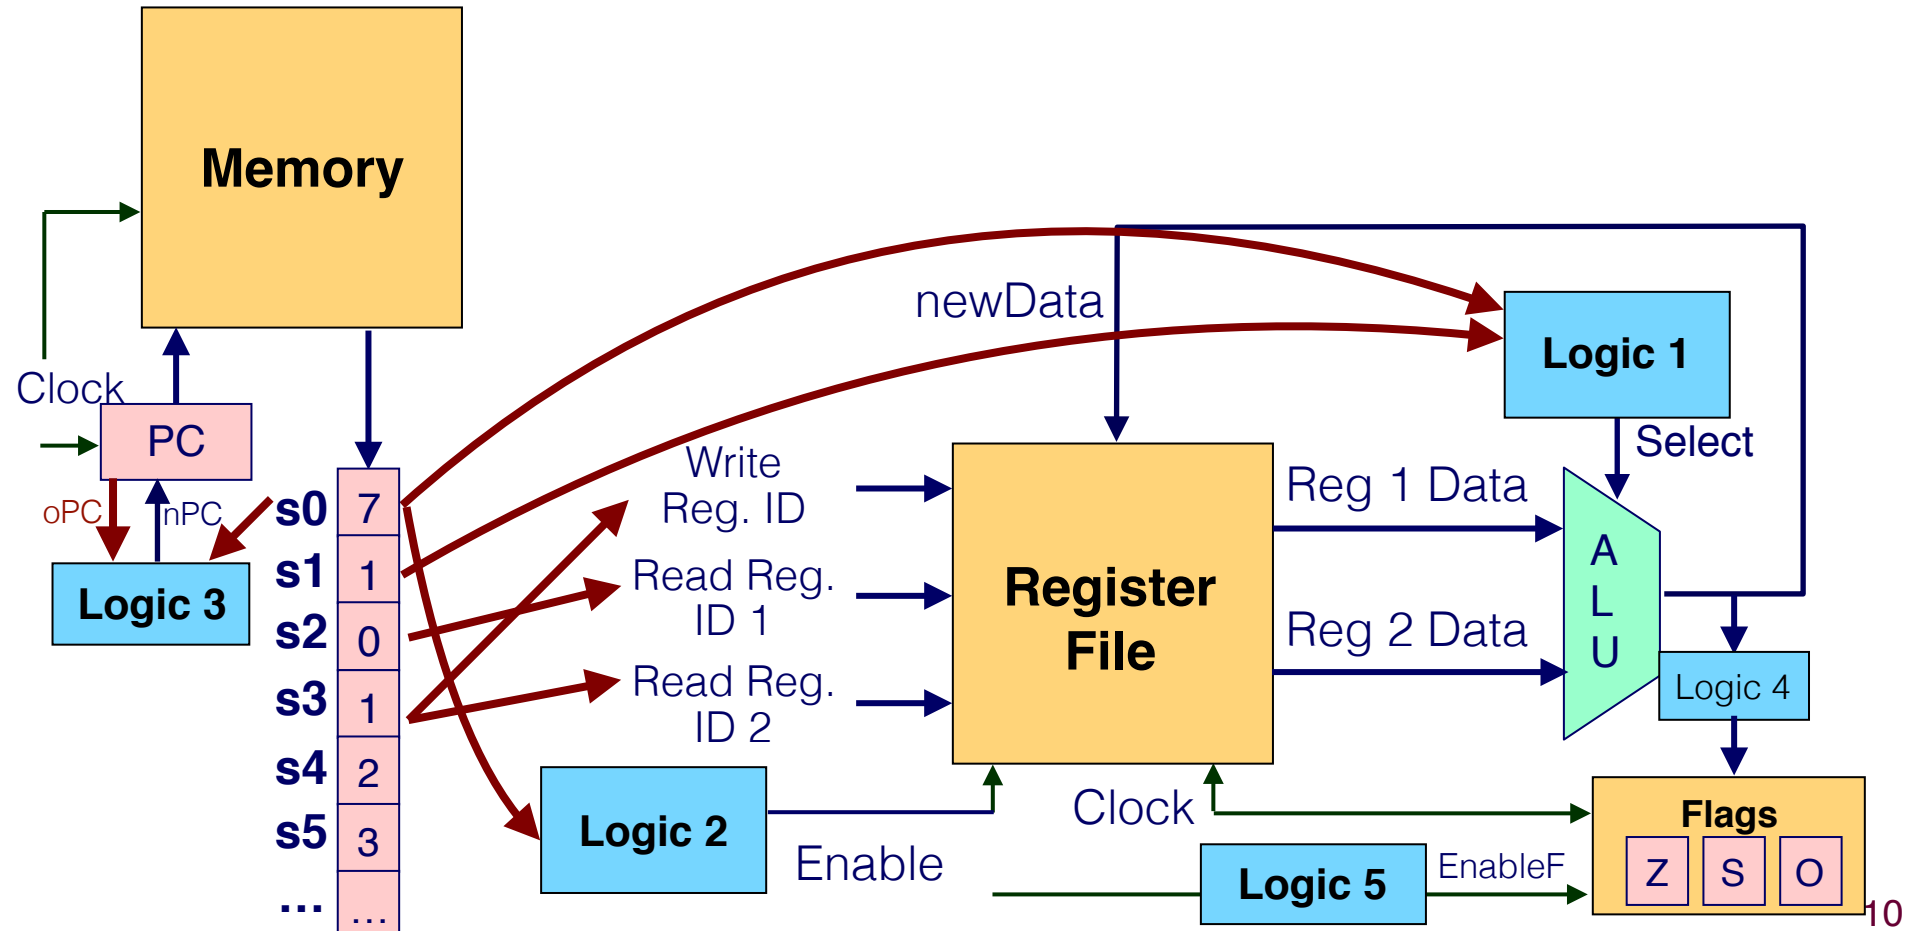 Memory
newData
Logic 1
Clock
PC
Select
Write
Reg. ID
Reg 1 Data
oPC
nPC
s0 7
s1 1
Read Reg.
ID 1
Register
File
A
L
U
Logic 3
s2 0
Reg 2 Data
s3 1
Read Reg.
ID 2
Logic 4
s4 2
s5 3
Logic 2
Clock
Flags
Enable
Logic 5
EnableF
Z S O
... ...
10